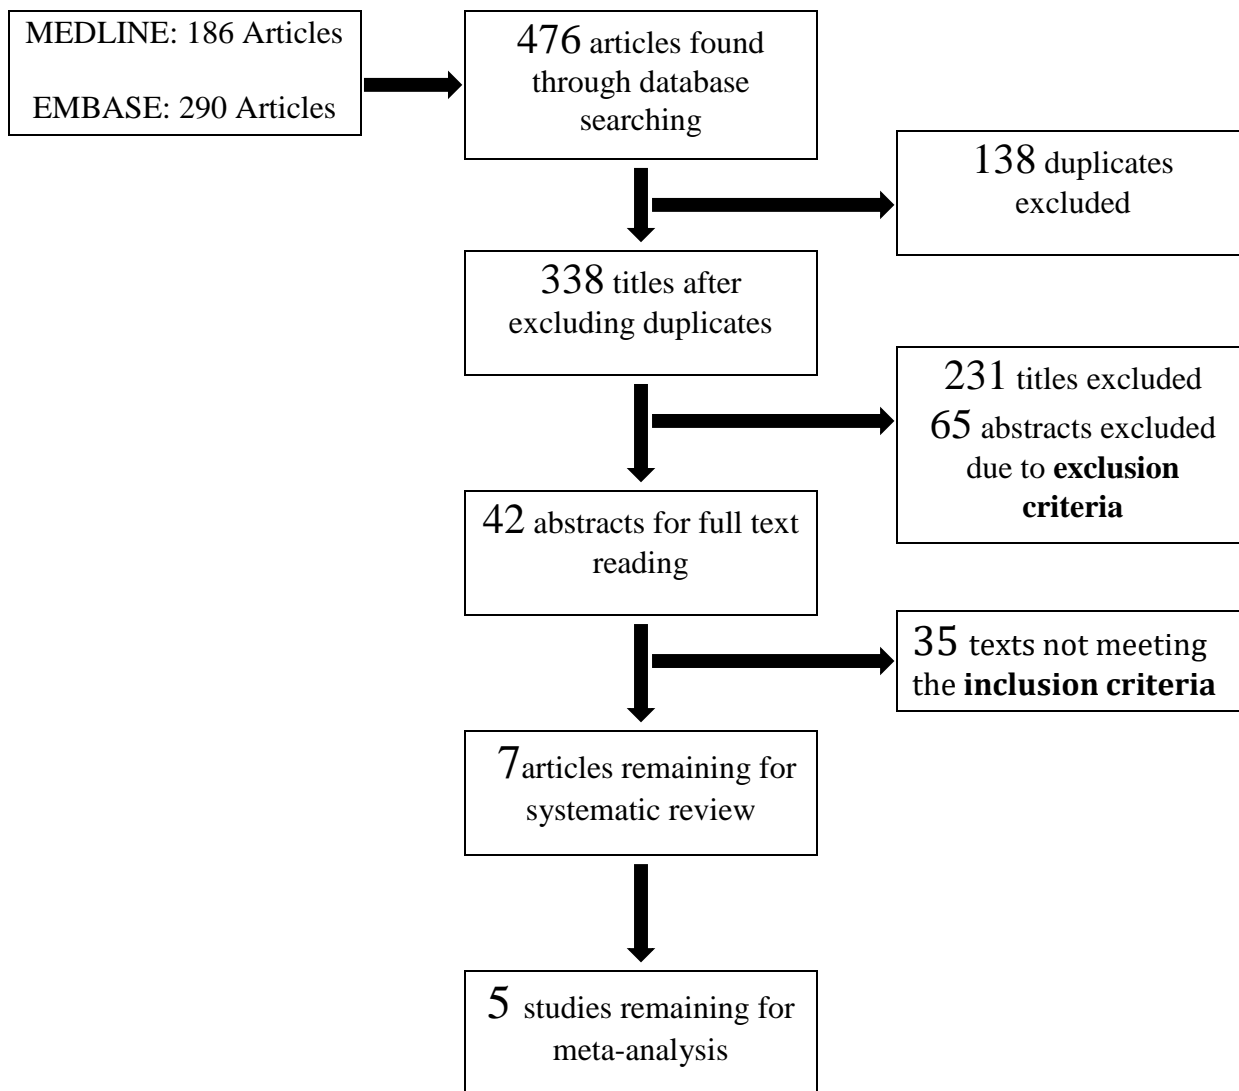 MEDLINE: 186 Articles
EMBASE: 290 Articles
476 articles found
through database
searching
138 duplicates
excluded
338 titles after
excluding duplicates
231 titles excluded
65 abstracts excluded
due to exclusion
criteria
42 abstracts for full text
reading
35 texts not meeting
the inclusion criteria
7articles remaining for
systematic review
5 studies remaining for
meta-analysis